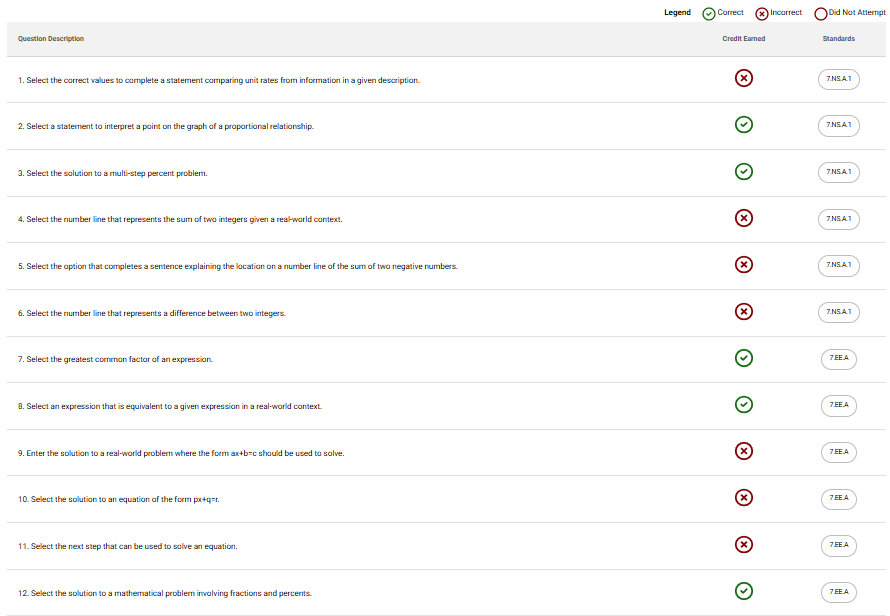 Legend Correct Incorrect Did Not Attempt
Question Description Credit Earned Standards
1. Select the correct values to complete a statement comparing unit rates from information in a given description. 7.NS.A.1
2. Select a statement to interpret a point on the graph of a proportional relationship. 7.NS.A.1
3. Select the solution to a multi-step percent problem. 7.NS.A.1
4. Select the number line that represents the sum of two integers given a real-world context. 7.NS.A.1
5. Select the option that completes a sentence explaining the location on a number line of the sum of two negative numbers. 7.NS.A.1
6. Select the number line that represents a difference between two integers. 7.NS.A.1
7. Select the greatest common factor of an expression. 7.EE.A
8. Select an expression that is equivalent to a given expression in a real-world context. 7.EE.A
9. Enter the solution to a real-world problem where the form ax+b=c should be used to solve. 7.EE.A
10. Select the solution to an equation of the form px+q=r. 7.EE.A
11. Select the next step that can be used to solve an equation. 7.EE.A
12. Select the solution to a mathematical problem involving fractions and percents. 7.EE.A